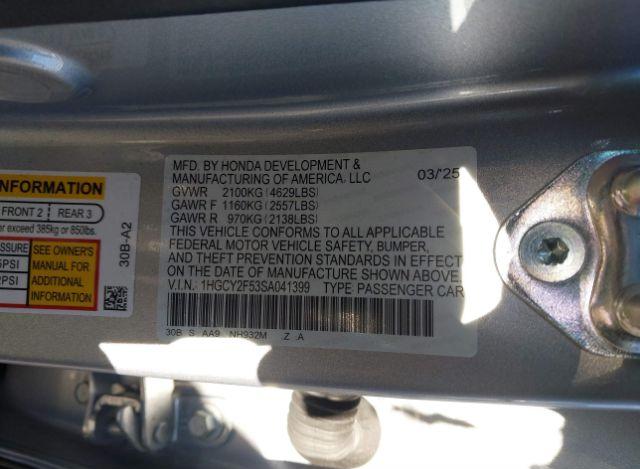 INFORMATION
FRONT 2 REAR 3
er exceed 385kg or 850lbs.
ESSURE
SEE OWNER'S
MANUAL FOR
ADDITIONAL
INFORMATION
PSI
PSI
30B-A2
MFD. BY HONDA DEVELOPMENT &
MANUFACTURING OF AMERICA, LLC 03/'25
GVWR 2100KG (4629LBS)
GAWR F 1160KG (2557LBS)
GAWR R 970KG (2138LBS)
THIS VEHICLE CONFORMS TO ALL APPLICABLE
FEDERAL MOTOR VEHICLE SAFETY, BUMPER,
AND THEFT PREVENTION STANDARDS IN EFFECT
ON THE DATE OF MANUFACTURE SHOWN ABOVE.
V.I.N.: 1HGCY2F53SA041399 TYPE PASSENGER CAR
30B S AA9 NH932M Z A